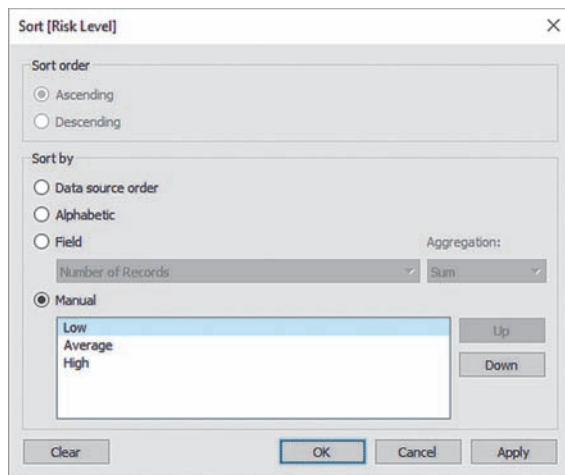 Sort [Risk Level]
Sort order
Ascending
Descending
Sort by
Data source order
Alphabetic
Field
Aggregation:
Number of Records
Sum
Manual
Low
Average
High
Up
Down
Clear
OK
Cancel
Apply